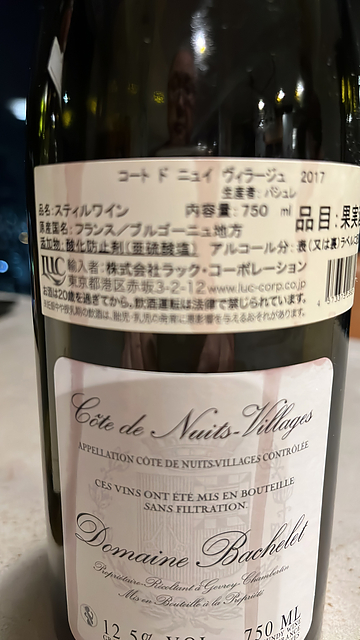 コート ド ニュイ ヴィラージュ 2017
生産者: バシュレ
品名: スティルワイン 内容量: 750 ml 品目: 果実
原産国名: フランス/ブルゴーニュ地方
添加物: 酸化防止剤(亜硫酸塩) アルコール分: 表(又は裏)ラベルに
LUC 輸入者: 株式会社ラック・コーポレーション
東京都港区赤坂3-2-12 www.luc-corp.co.jp
お酒は20歳を過ぎてから。飲酒運転は法律で禁じられています。
妊娠中や授乳期の飲酒は、胎児・乳児の発育に悪影響を与えるおそれがあります。
Côte de Nuits-Villages
APPELLATION CÔTE DE NUITS-VILLAGES CONTRÔLÉE
CES VINS ONT ÉTÉ MIS EN BOUTEILLE
SANS FILTRATION.
Domaine Bachelet
Propriétaire-Récoltant à Gevrey-Chambertin
Mis en Bouteille à la Propriété
12,5% VOL 750 ML